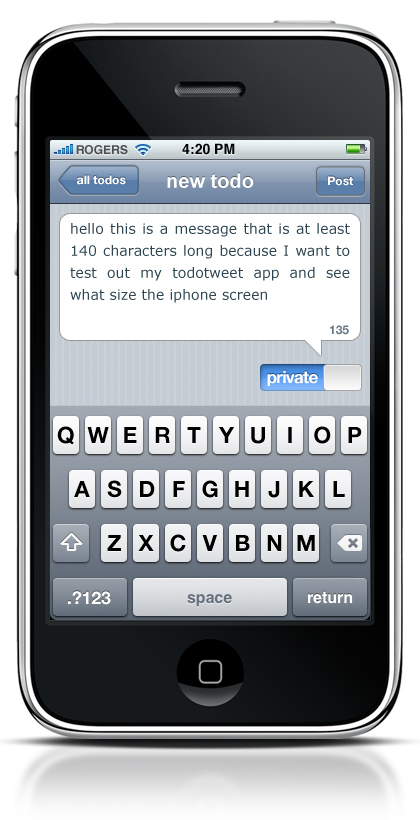 ROGERS 4:20 PM
all todos new todo Post
hello this is a message that is at least
140 characters long because I want to
test out my todotweet app and see
what size the iphone screen
135
private
Q W E R T Y U I O P
A S D F G H J K L
Z X C V B N M
.?123 space return